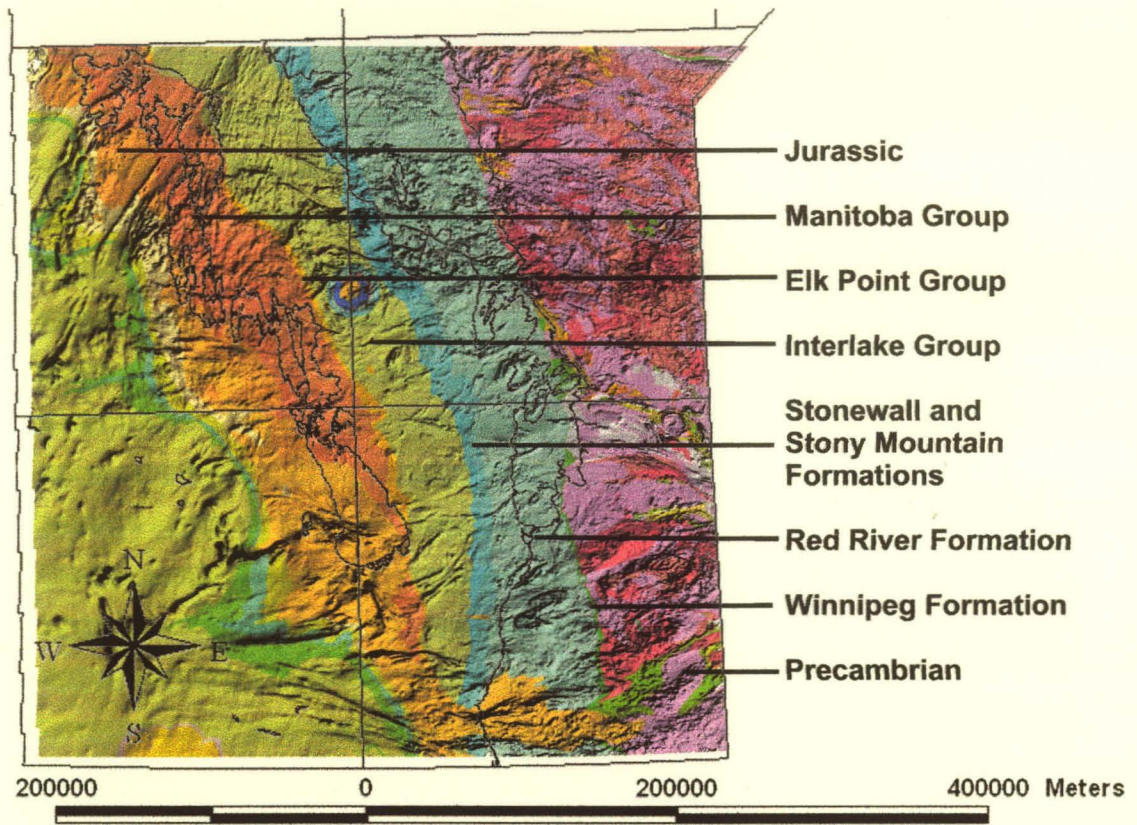 Jurassic
Manitoba Group
Elk Point Group
Interlake Group
Stonewall and
Stony Mountain
Formations
Red River Formation
Winnipeg Formation
Precambrian
N
W E
S
200000 0 200000 400000 Meters